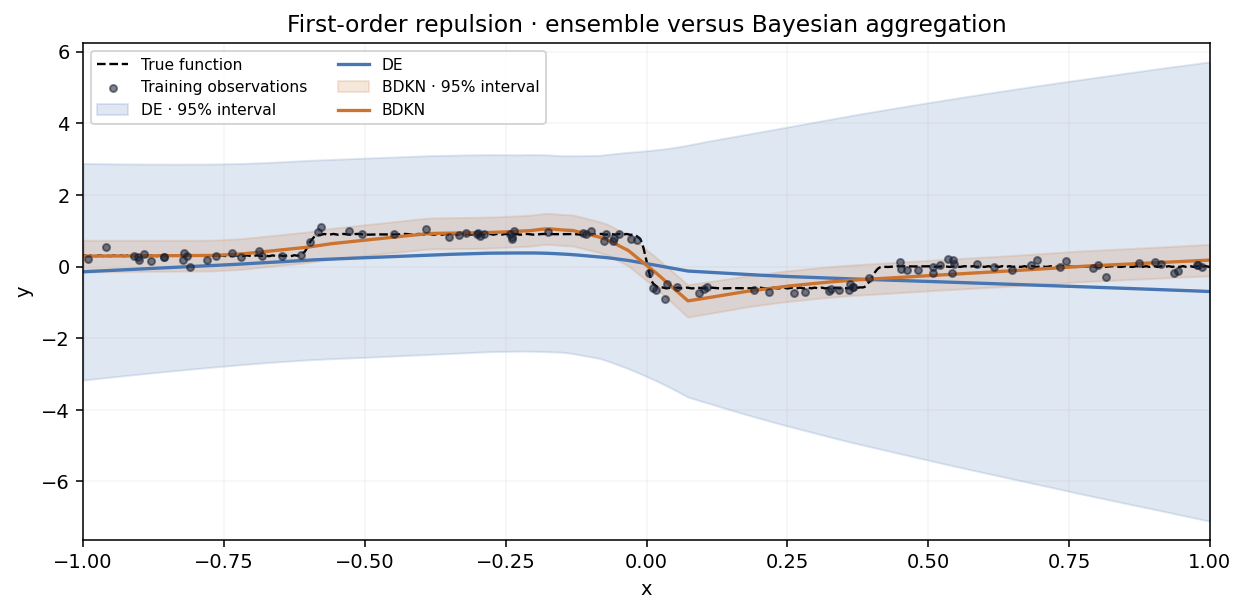 First-order repulsion · ensemble versus Bayesian aggregation
True function
Training observations
DE · 95% interval
DE
BDKN · 95% interval
BDKN
6
4
2
0
−2
−4
−6
y
−1.00 −0.75 −0.50 −0.25 0.00 0.25 0.50 0.75 1.00
x